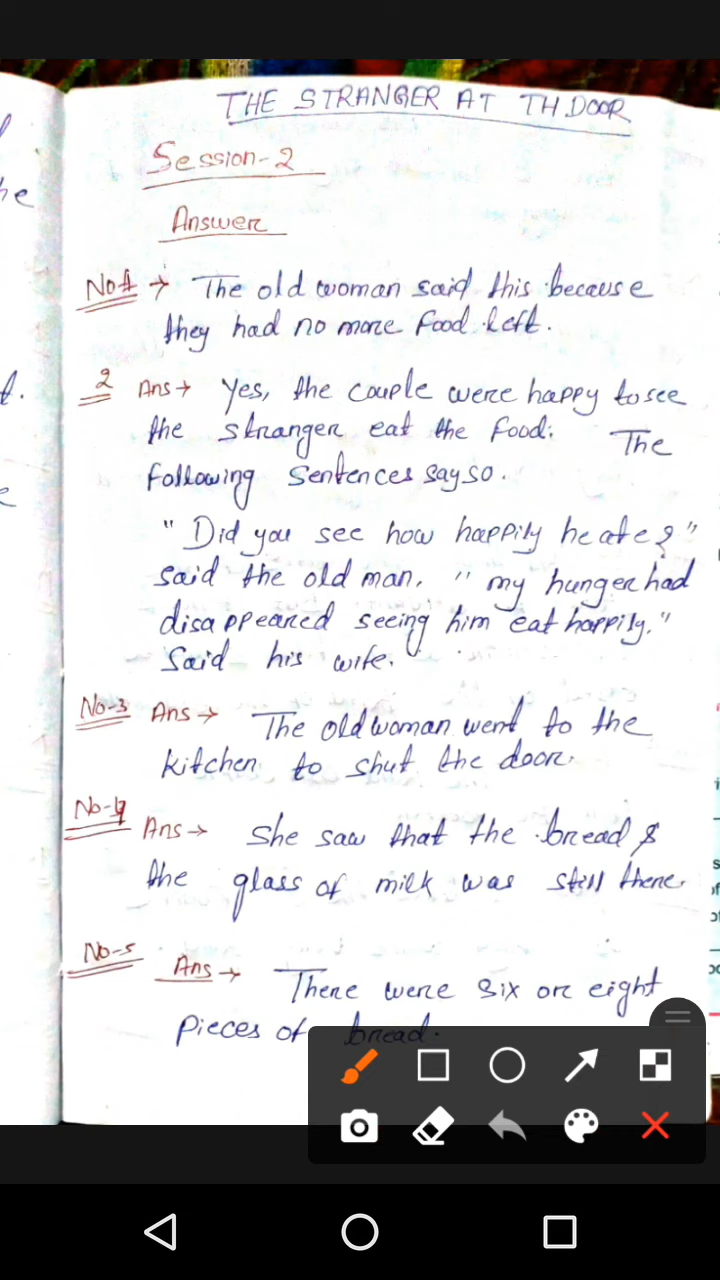 THE STRANGER AT TH DOOR
Session-2
Answer
No 1 → The old woman said this because
they had no more food left.
2 Ans → Yes, the couple were happy to see
the stranger eat the food. The
following sentences say so.
"Did you see how happily he ate?"
said the old man. "my hunger had
disappeared seeing him eat happily."
Said his wife.
No-3 Ans → The old woman went to the
kitchen to shut the door.
No-4 Ans → She saw that the bread &
the glass of milk was still there.
No-5 Ans → There were six or eight
pieces of bread.